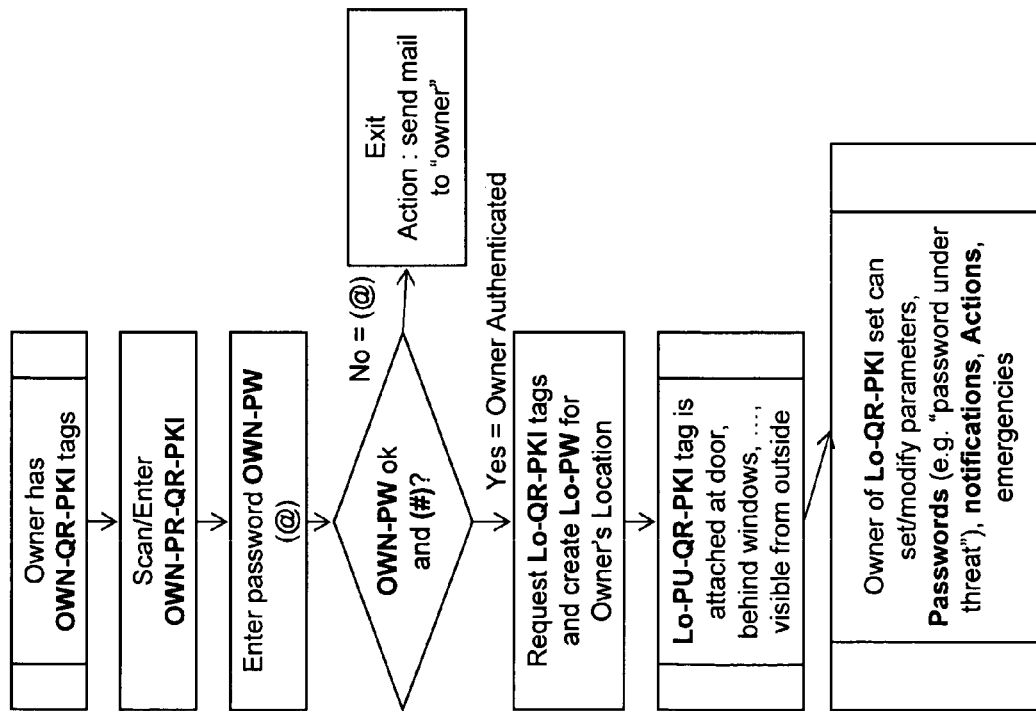 Owner has
OWN-QR-PKI tags
Scan/Enter
OWN-PR-QR-PKI
Enter password OWN-PW
(@)
OWN-PW ok
and (#)?
No = (@)
Exit
Action : send mail
to “owner”
Yes = Owner Authenticated
Request Lo-QR-PKI tags
and create Lo-PW for
Owner's Location
Lo-PU-QR-PKI tag is
attached at door,
behind windows, …,
visible from outside
Owner of Lo-QR-PKI set can
set/modify parameters,
Passwords (e.g. “password under
threat”), notifications, Actions,
emergencies